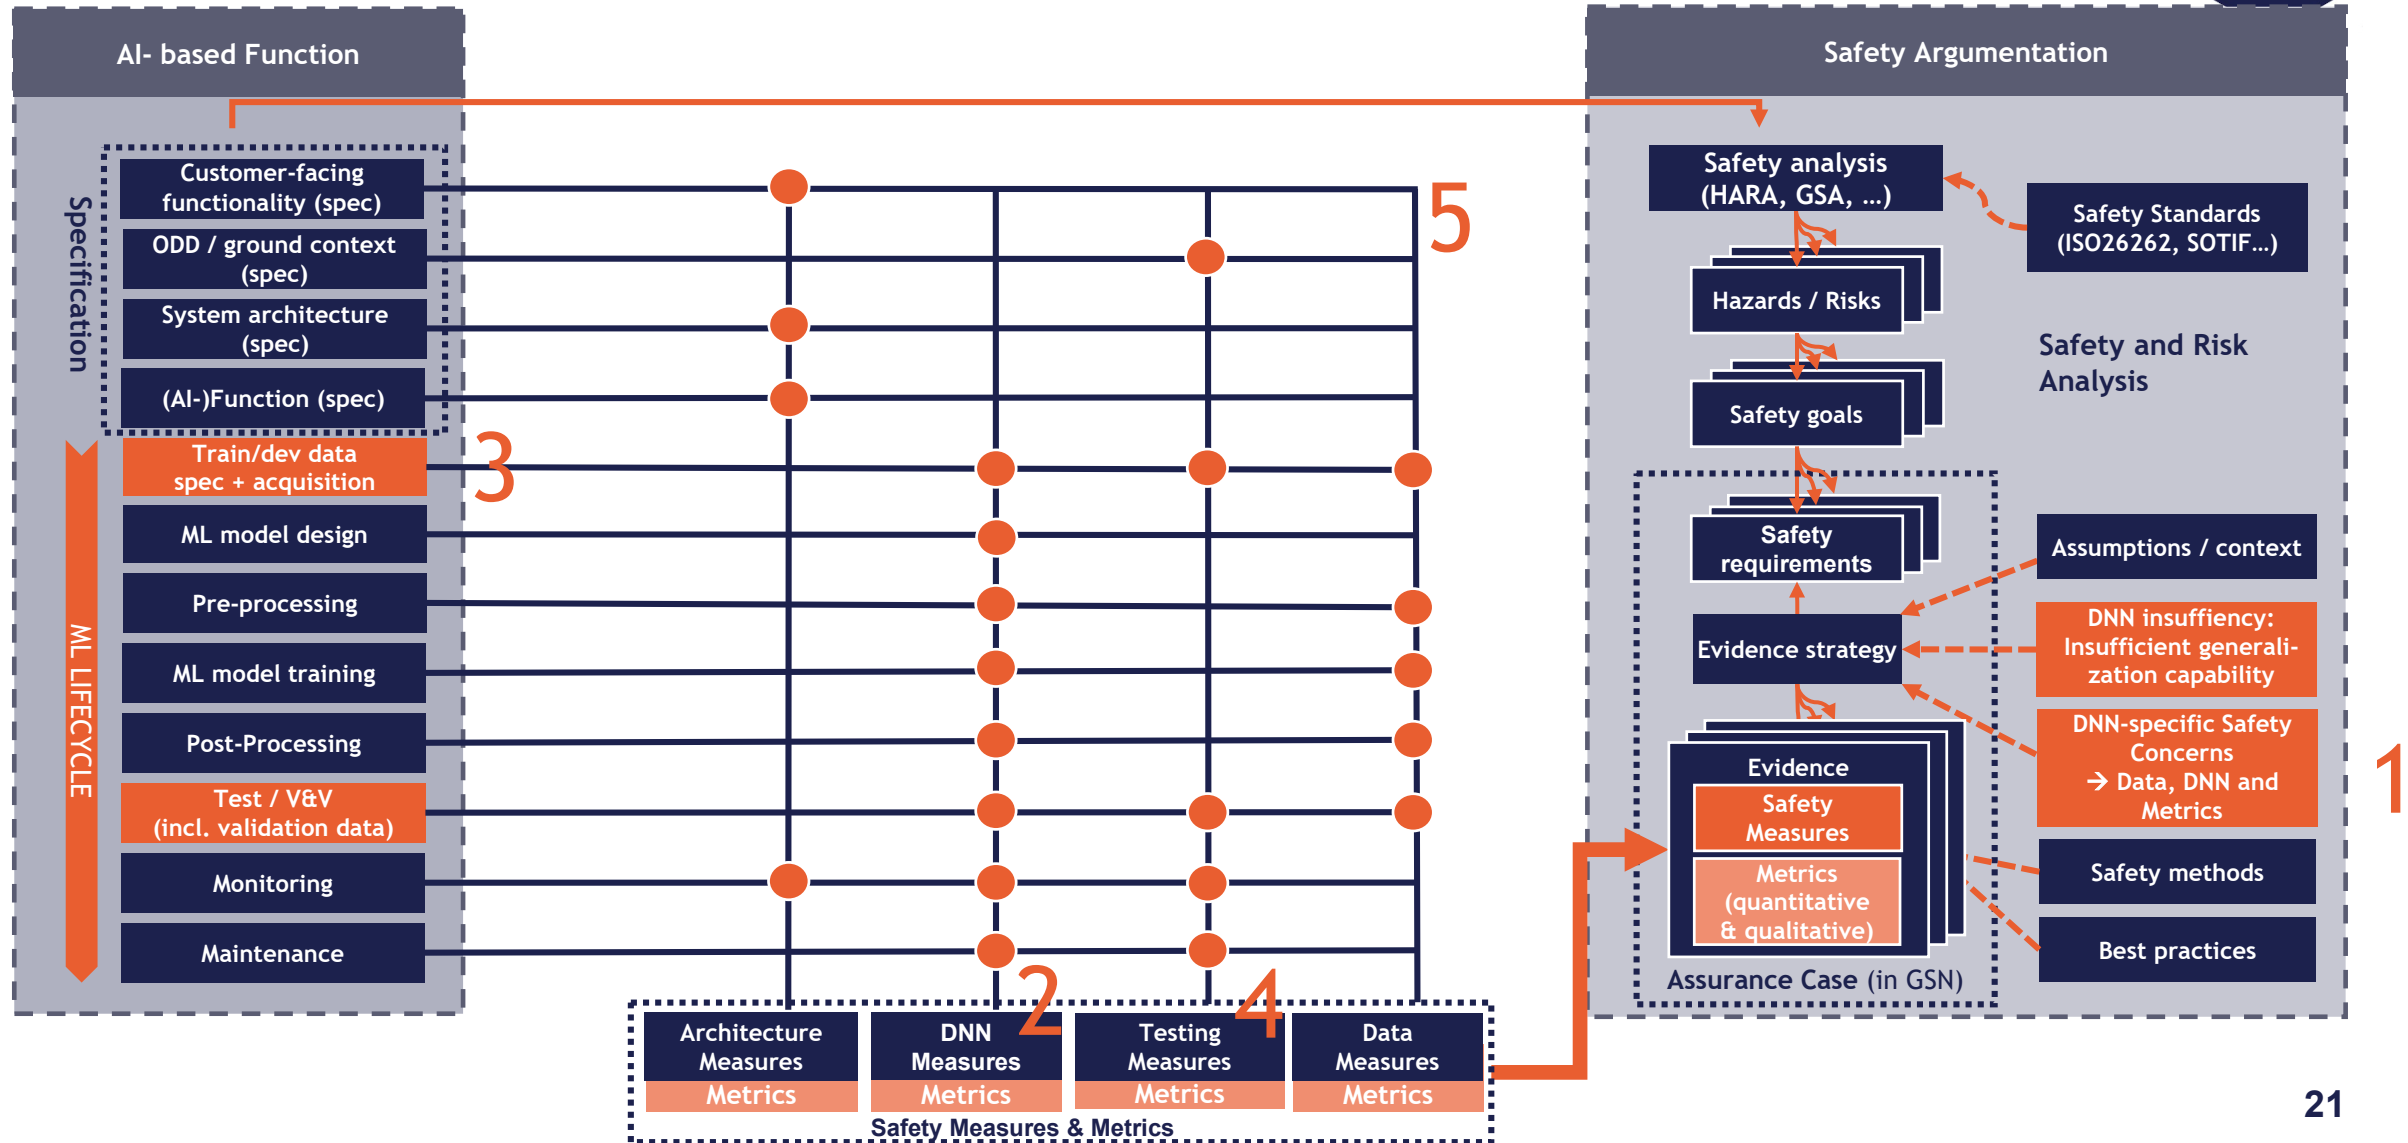 AI- based Function
Specification
Customer-facing
functionality (spec)
ODD / ground context
(spec)
System architecture
(spec)
(AI-)Function (spec)
ML LIFECYCLE
Train/dev data
spec + acquisition
3
ML model design
Pre-processing
ML model training
Post-Processing
Test / V&V
(incl. validation data)
Monitoring
Maintenance
5
2
4
Architecture
Measures
Metrics
DNN
Measures
Metrics
Testing
Measures
Metrics
Data
Measures
Metrics
Safety Measures & Metrics
Safety Argumentation
Safety analysis
(HARA, GSA, …)
Safety Standards
(ISO26262, SOTIF…)
Hazards / Risks
Safety and Risk
Analysis
Safety goals
Safety
requirements
Assumptions / context
Evidence strategy
DNN insuffiency:
Insufficient generali-
zation capability
DNN-specific Safety
Concerns
→ Data, DNN and
Metrics
1
Evidence
Safety
Measures
Metrics
(quantitative
& qualitative)
Safety methods
Best practices
Assurance Case (in GSN)
21